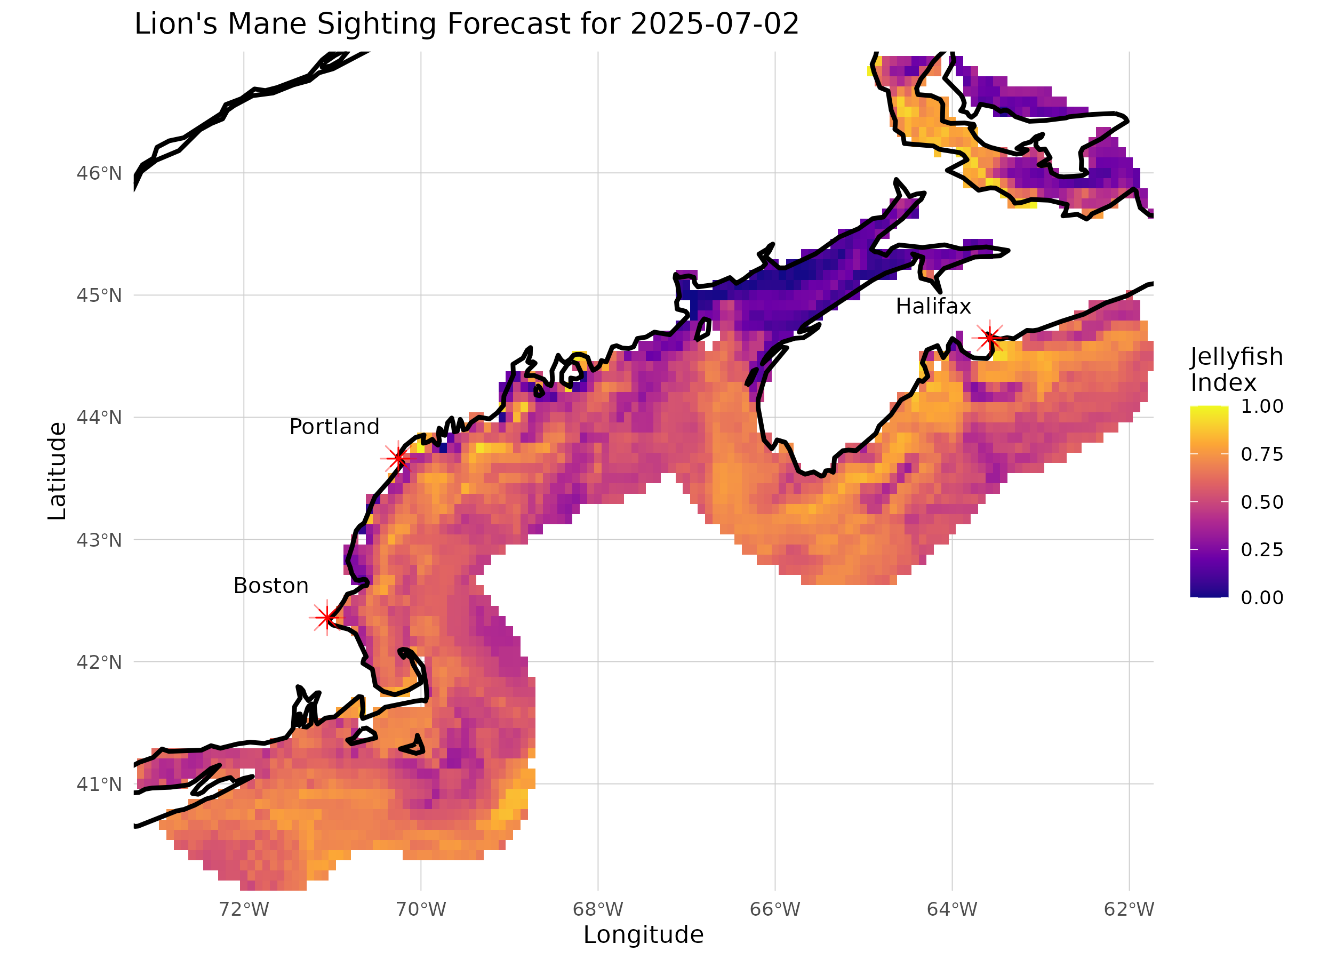 Lion's Mane Sighting Forecast for 2025-07-02
46°N
45°N
44°N
43°N
42°N
41°N
Latitude
Halifax
Portland
Boston
72°W
70°W
68°W
66°W
64°W
62°W
Longitude
Jellyfish
Index
1.00
0.75
0.50
0.25
0.00